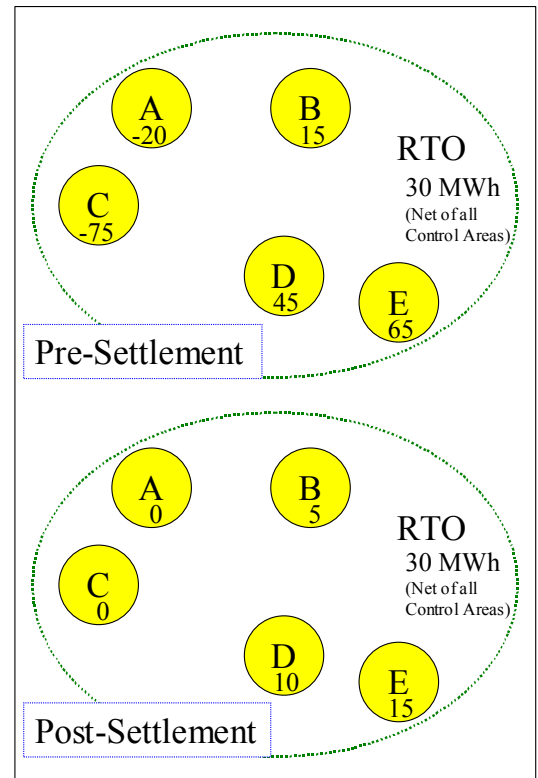 A
-20
B
15
RTO
30 MWh
(Net of all
Control Areas)
C
-75
D
45
E
65
Pre-Settlement
A
0
B
5
RTO
30 MWh
(Net of all
Control Areas)
C
0
D
10
E
15
Post-Settlement